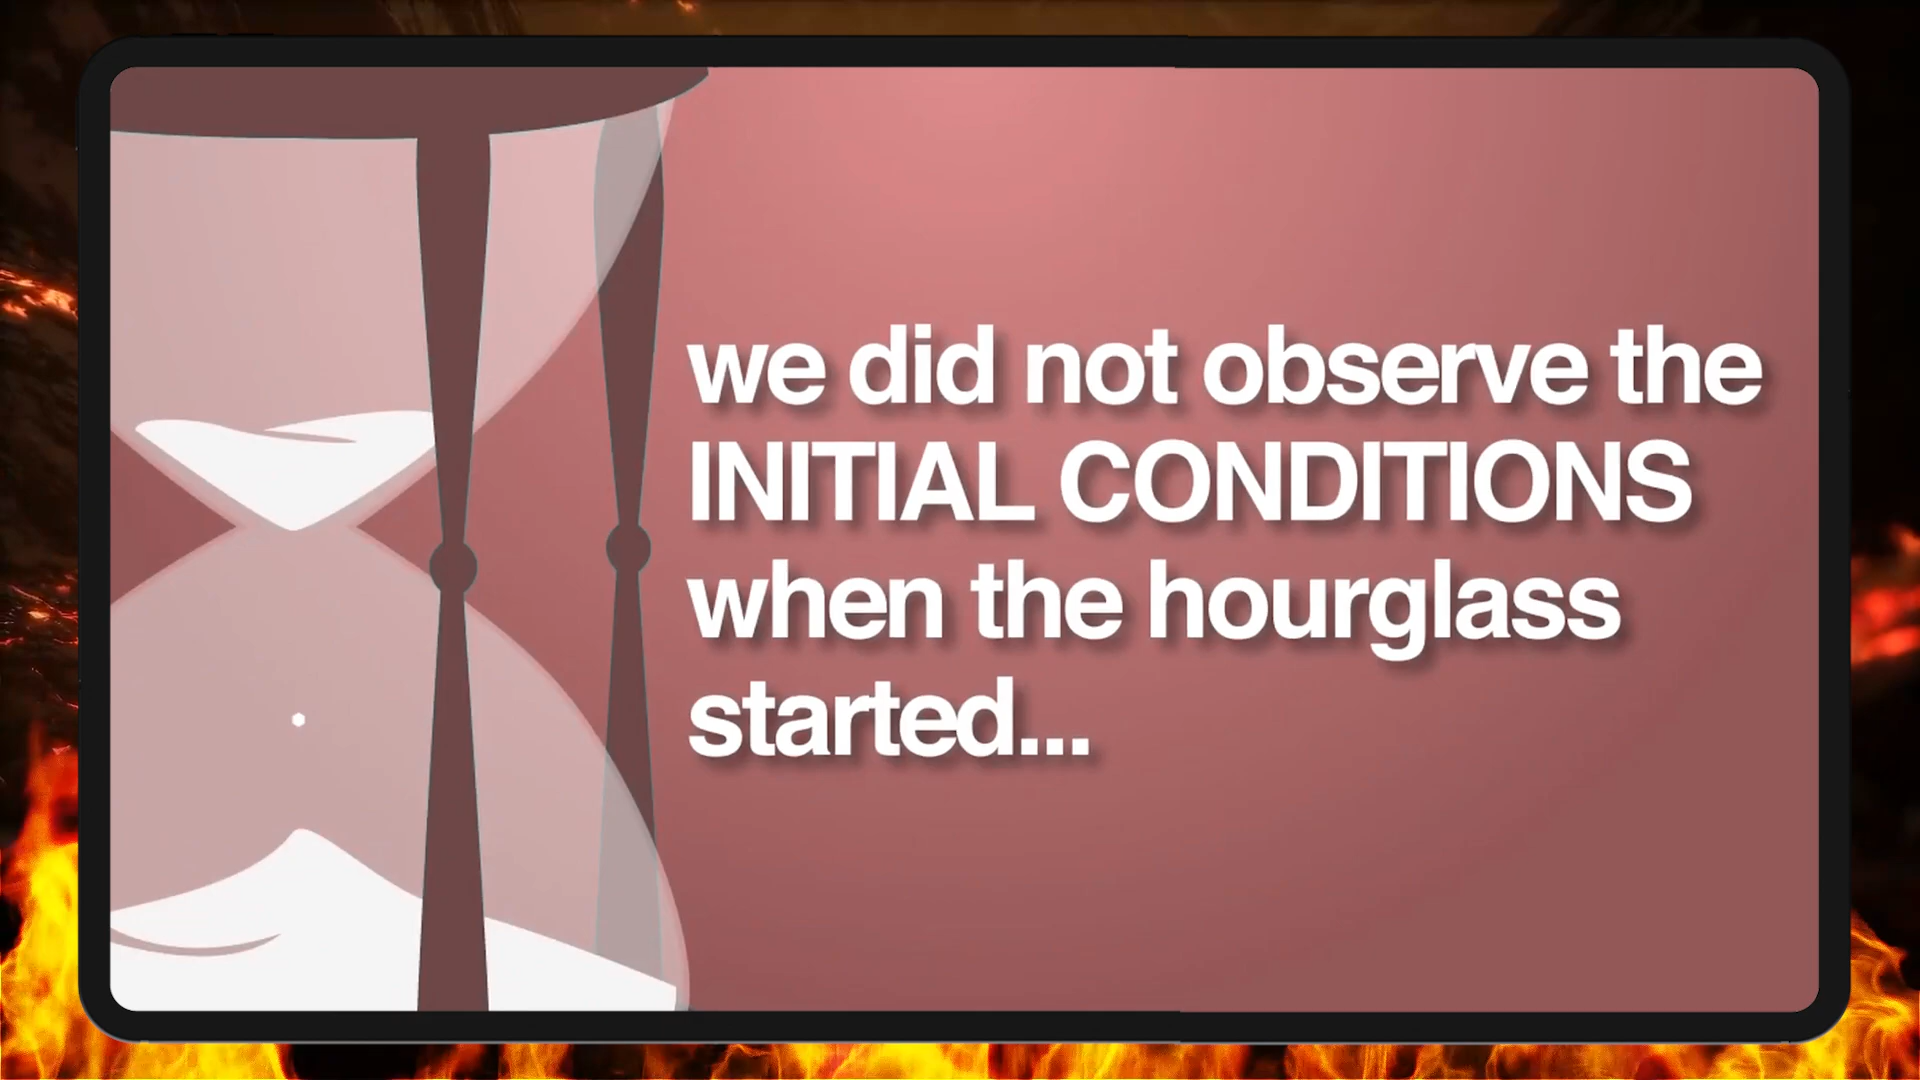 we did not observe the
INITIAL CONDITIONS
when the hourglass
started...